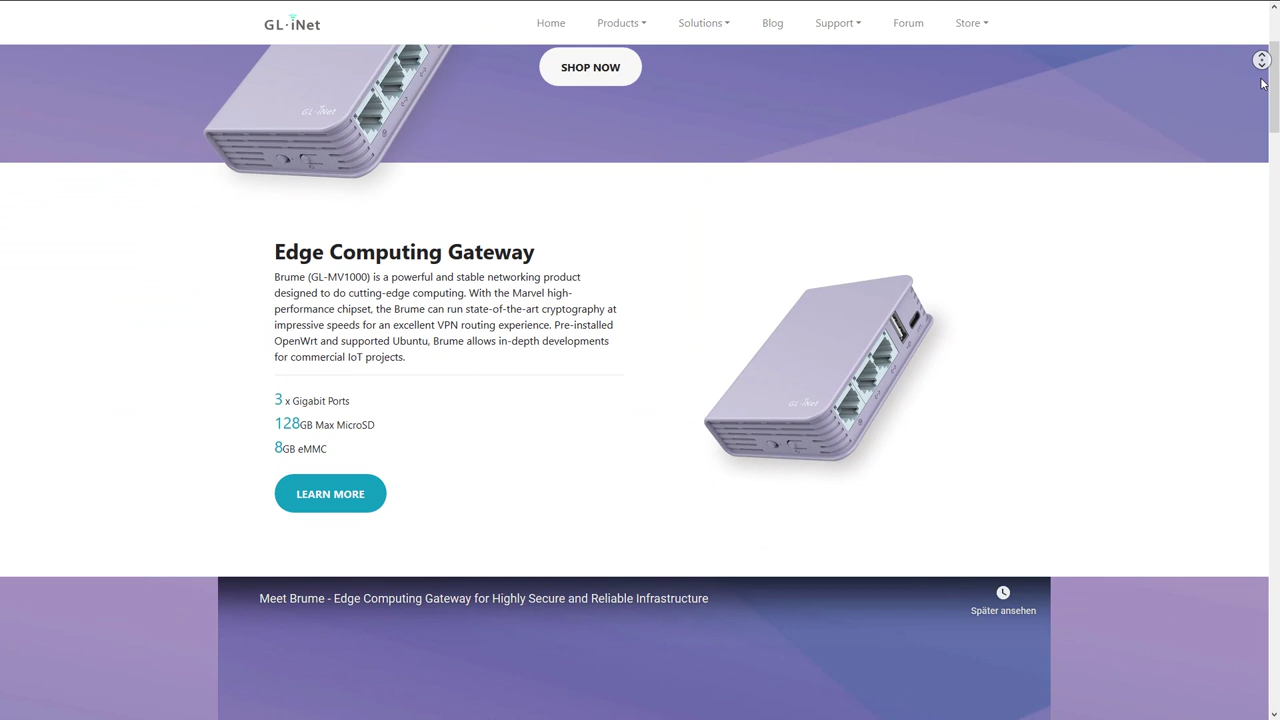 GL·iNet
Home
Products
Solutions
Blog
Support
Forum
Store
SHOP NOW
GL·iNet
Edge Computing Gateway
Brume (GL-MV1000) is a powerful and stable networking product
designed to do cutting-edge computing. With the Marvel high-
performance chipset, the Brume can run state-of-the-art cryptography at
impressive speeds for an excellent VPN routing experience. Pre-installed
OpenWrt and supported Ubuntu, Brume allows in-depth developments
for commercial IoT projects.
3 x Gigabit Ports
128GB Max MicroSD
8GB eMMC
LEARN MORE
GL·iNet
Meet Brume - Edge Computing Gateway for Highly Secure and Reliable Infrastructure
Später ansehen